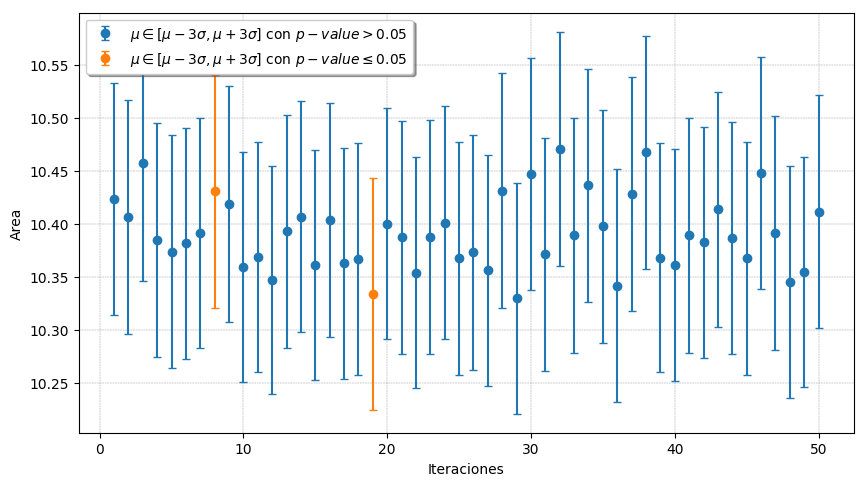 μ ∈ [μ − 3σ, μ + 3σ] con p − value > 0.05
μ ∈ [μ − 3σ, μ + 3σ] con p − value ≤ 0.05
10.55
10.50
10.45
10.40
10.35
10.30
10.25
Area
0 10 20 30 40 50
Iteraciones